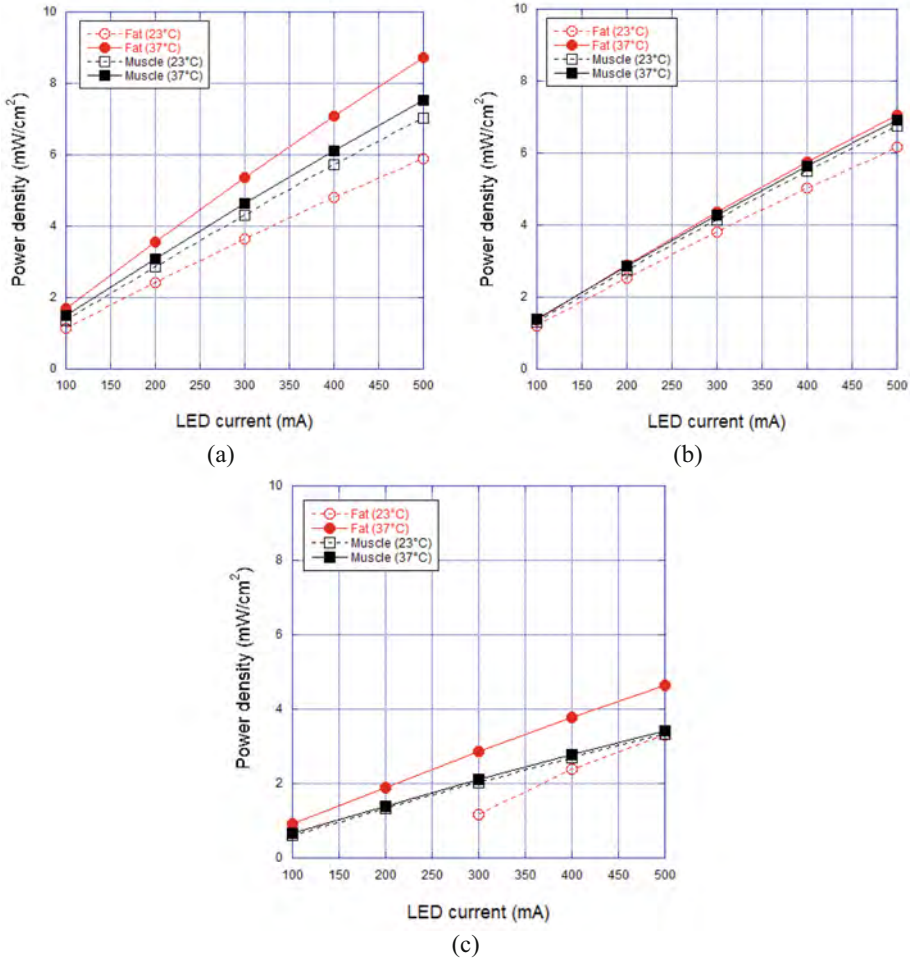 10
8
6
4
2
0
Power density (mW/cm²)
Fat (23°C)
Fat (37°C)
Muscle (23°C)
Muscle (37°C)
100 150 200 250 300 350 400 450 500
LED current (mA)
(a)
10
8
6
4
2
0
Power density (mW/cm²)
Fat (23°C)
Fat (37°C)
Muscle (23°C)
Muscle (37°C)
100 150 200 250 300 350 400 450 500
LED current (mA)
(b)
10
8
6
4
2
0
Power density (mW/cm²)
Fat (23°C)
Fat (37°C)
Muscle (23°C)
Muscle (37°C)
100 150 200 250 300 350 400 450 500
LED current (mA)
(c)